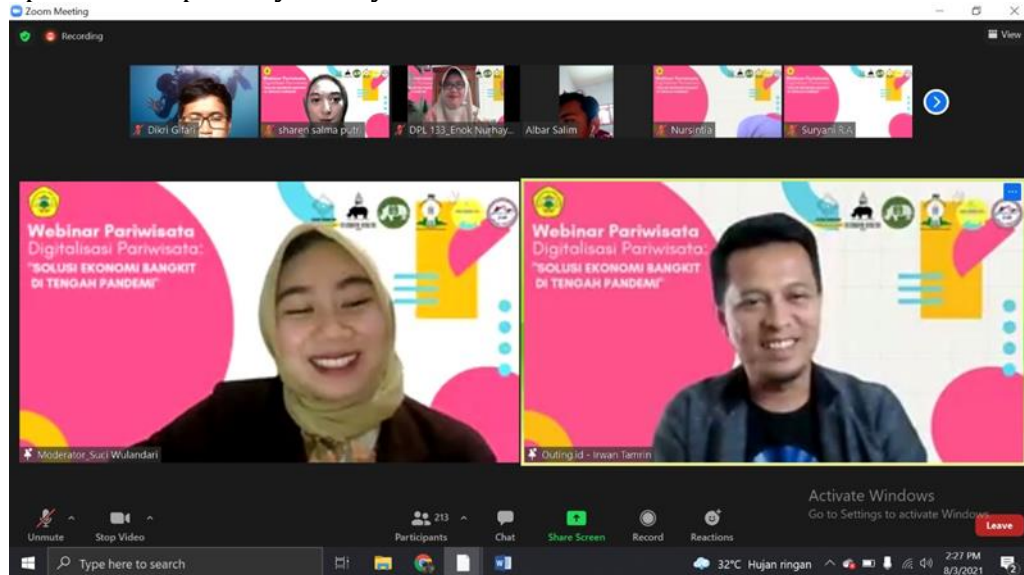 Zoom Meeting
Recording
View
Dikri Gifari
sharen salma putri
DPL 133_Enok Nurhay...
Albar Salim
Nursintia
Suryani R.A
Webinar Pariwisata
Digitalisasi Pariwisata:
"SOLUSI EKONOMI BANGKIT
DI TENGAH PANDEMI"
Moderator_Suci Wulandari
Webinar Pariwisata
Digitalisasi Pariwisata:
"SOLUSI EKONOMI BANGKIT
DI TENGAH PANDEMI"
Outing.id - Irwan Tamrin
Activate Windows
Go to Settings to activate Windows.
Unmute
Stop Video
213
Participants
Chat
Share Screen
Record
Reactions
Leave
Type here to search
32°C Hujan ringan
2:27 PM
8/3/2021
2